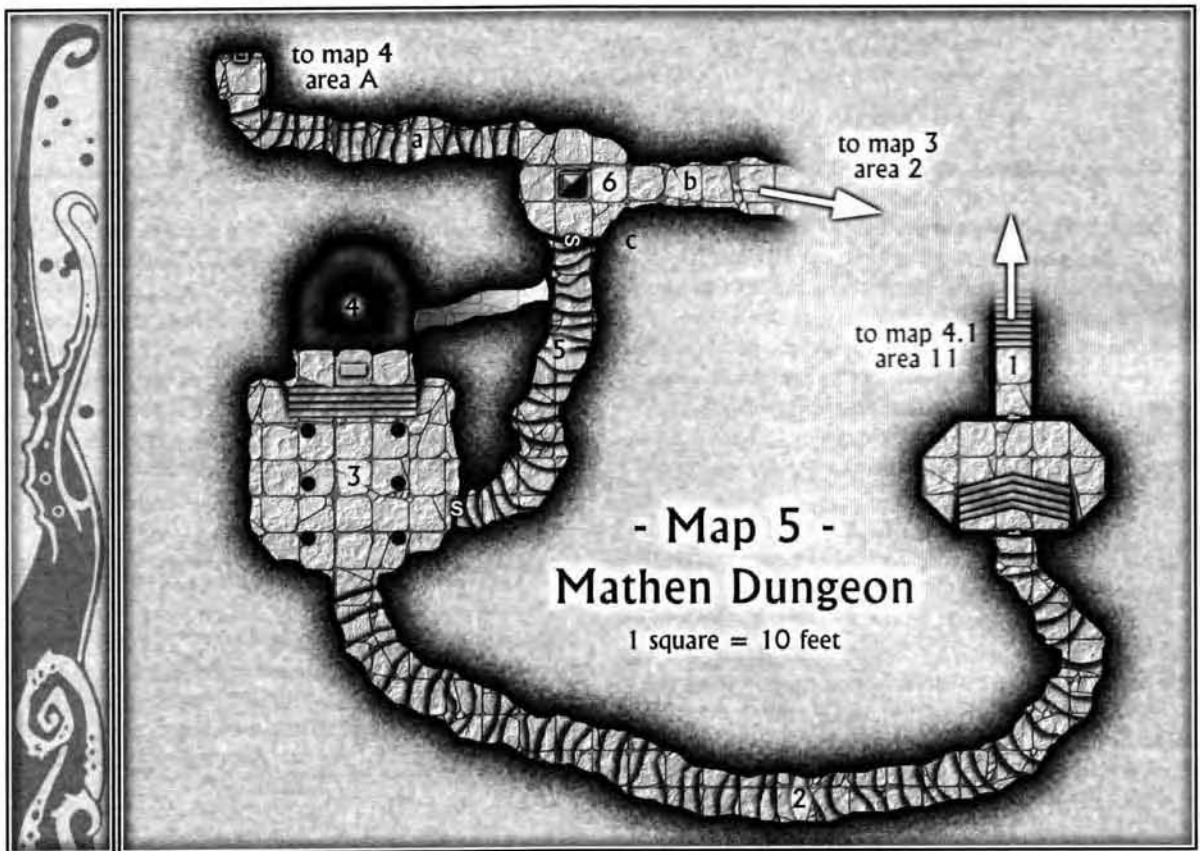 to map 4
area A
a
to map 3
area 2
6
b
S
c
4
to map 4.1
area 11
1
5
3
S
- Map 5 -
Mathen Dungeon
1 square = 10 feet
2